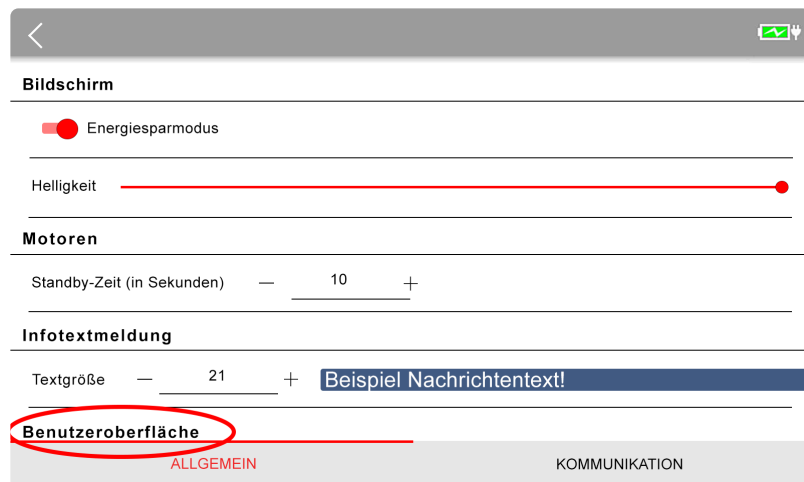 Bildschirm
Energiesparmodus
Helligkeit
Motoren
Standby-Zeit (in Sekunden) — 10 +
Infotextmeldung
Textgröße — 21 + Beispiel Nachrichtentext!
Benutzeroberfläche
ALLGEMEIN KOMMUNIKATION